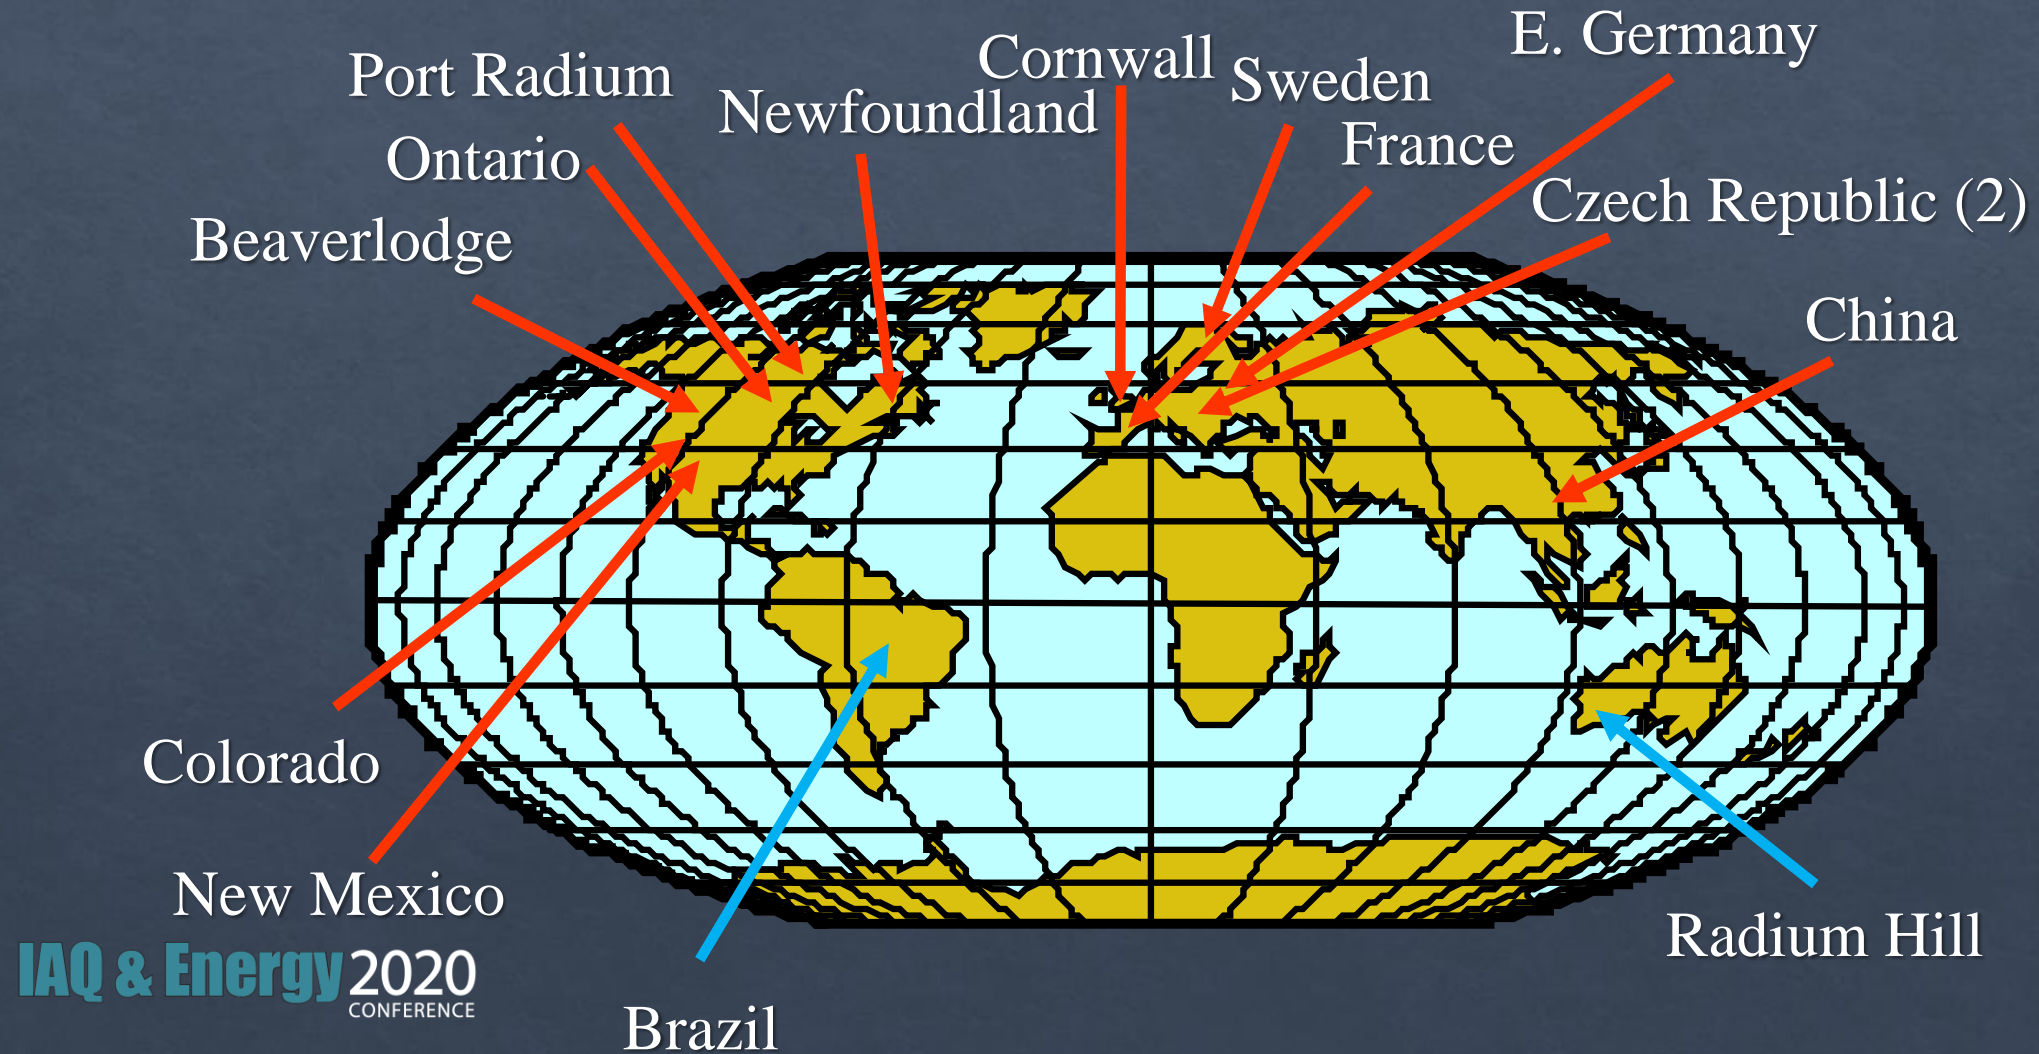 E. Germany
Cornwall
Sweden
Port Radium
Newfoundland
France
Ontario
Czech Republic (2)
Beaverlodge
China
Colorado
New Mexico
Radium Hill
IAQ & Energy 2020
CONFERENCE
Brazil